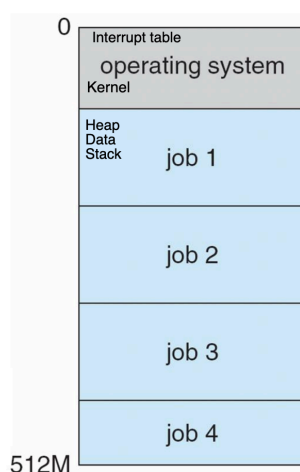 0
Interrupt table
operating system
Kernel
Heap
Data
Stack
job 1
job 2
job 3
job 4
512M